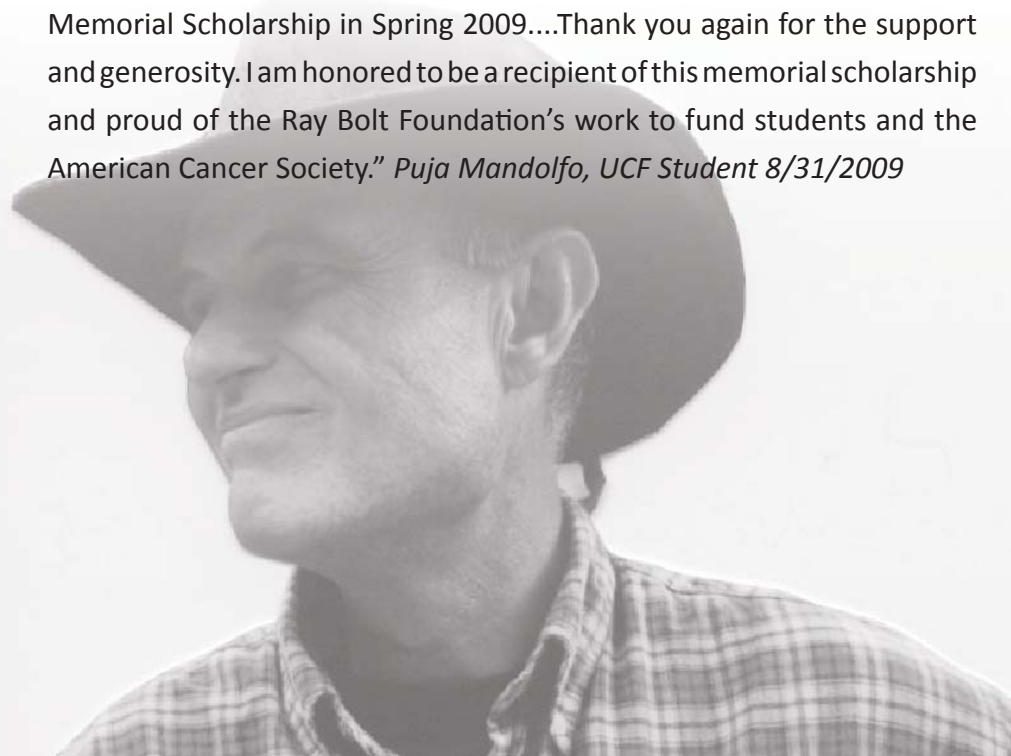 Memorial Scholarship in Spring 2009....Thank you again for the support
and generosity. I am honored to be a recipient of this memorial scholarship
and proud of the Ray Bolt Foundation’s work to fund students and the
American Cancer Society.” Puja Mandolfo, UCF Student 8/31/2009